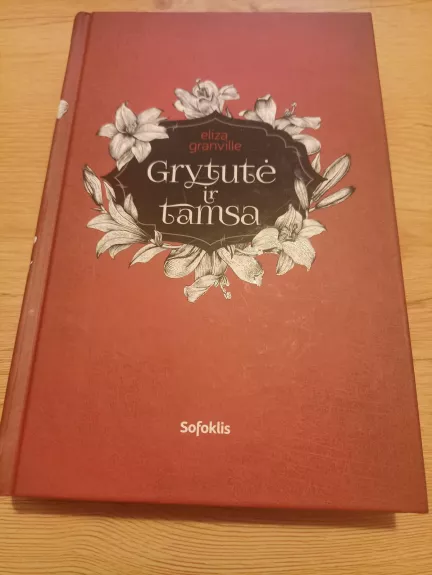 eliza
granville
Grytutė
ir
tamsa
Sofoklis